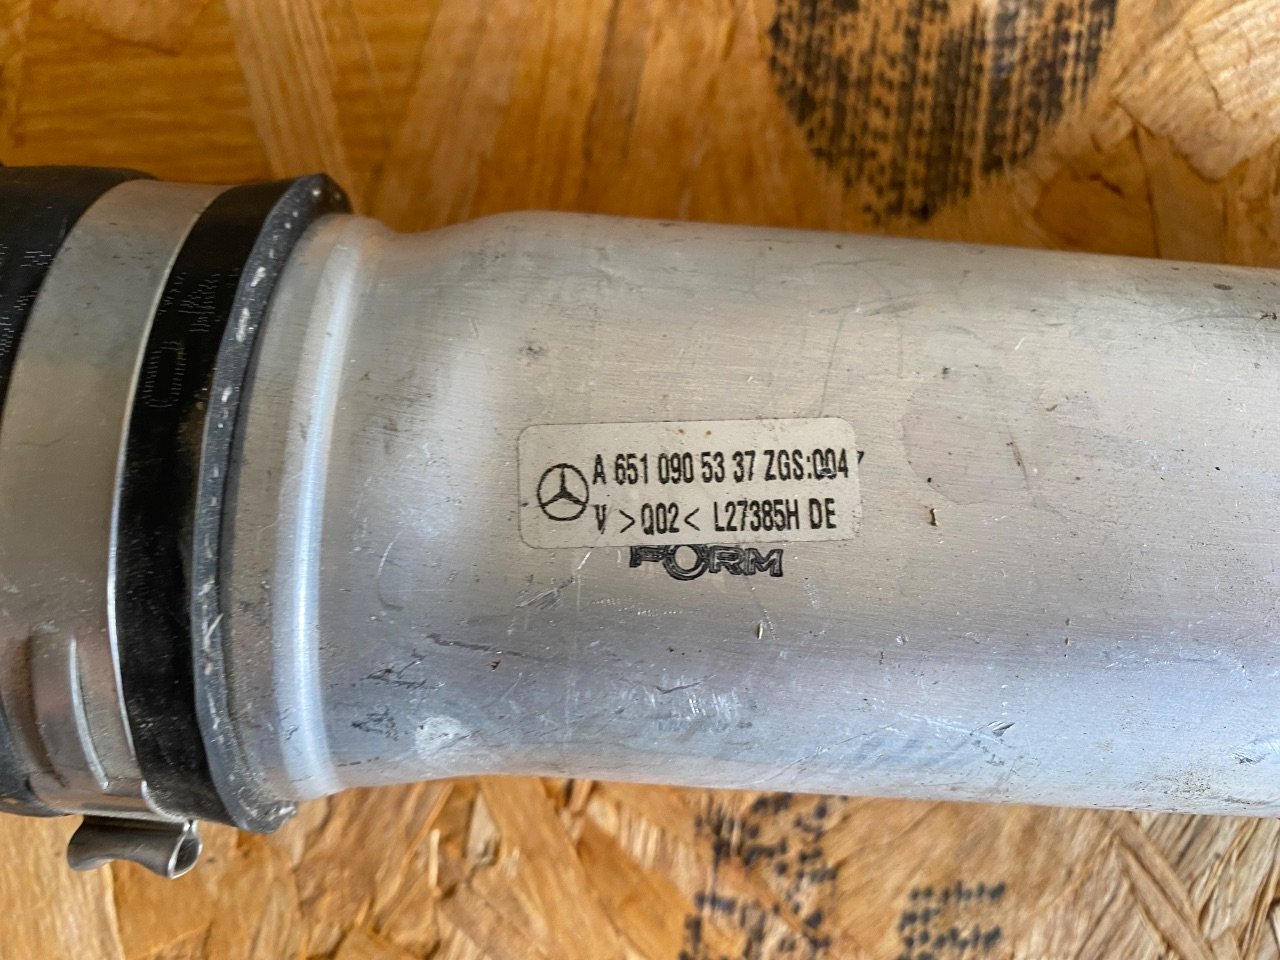 A 651 090 53 37 ZGS:004
V >Q02< L27385H DE
FORM